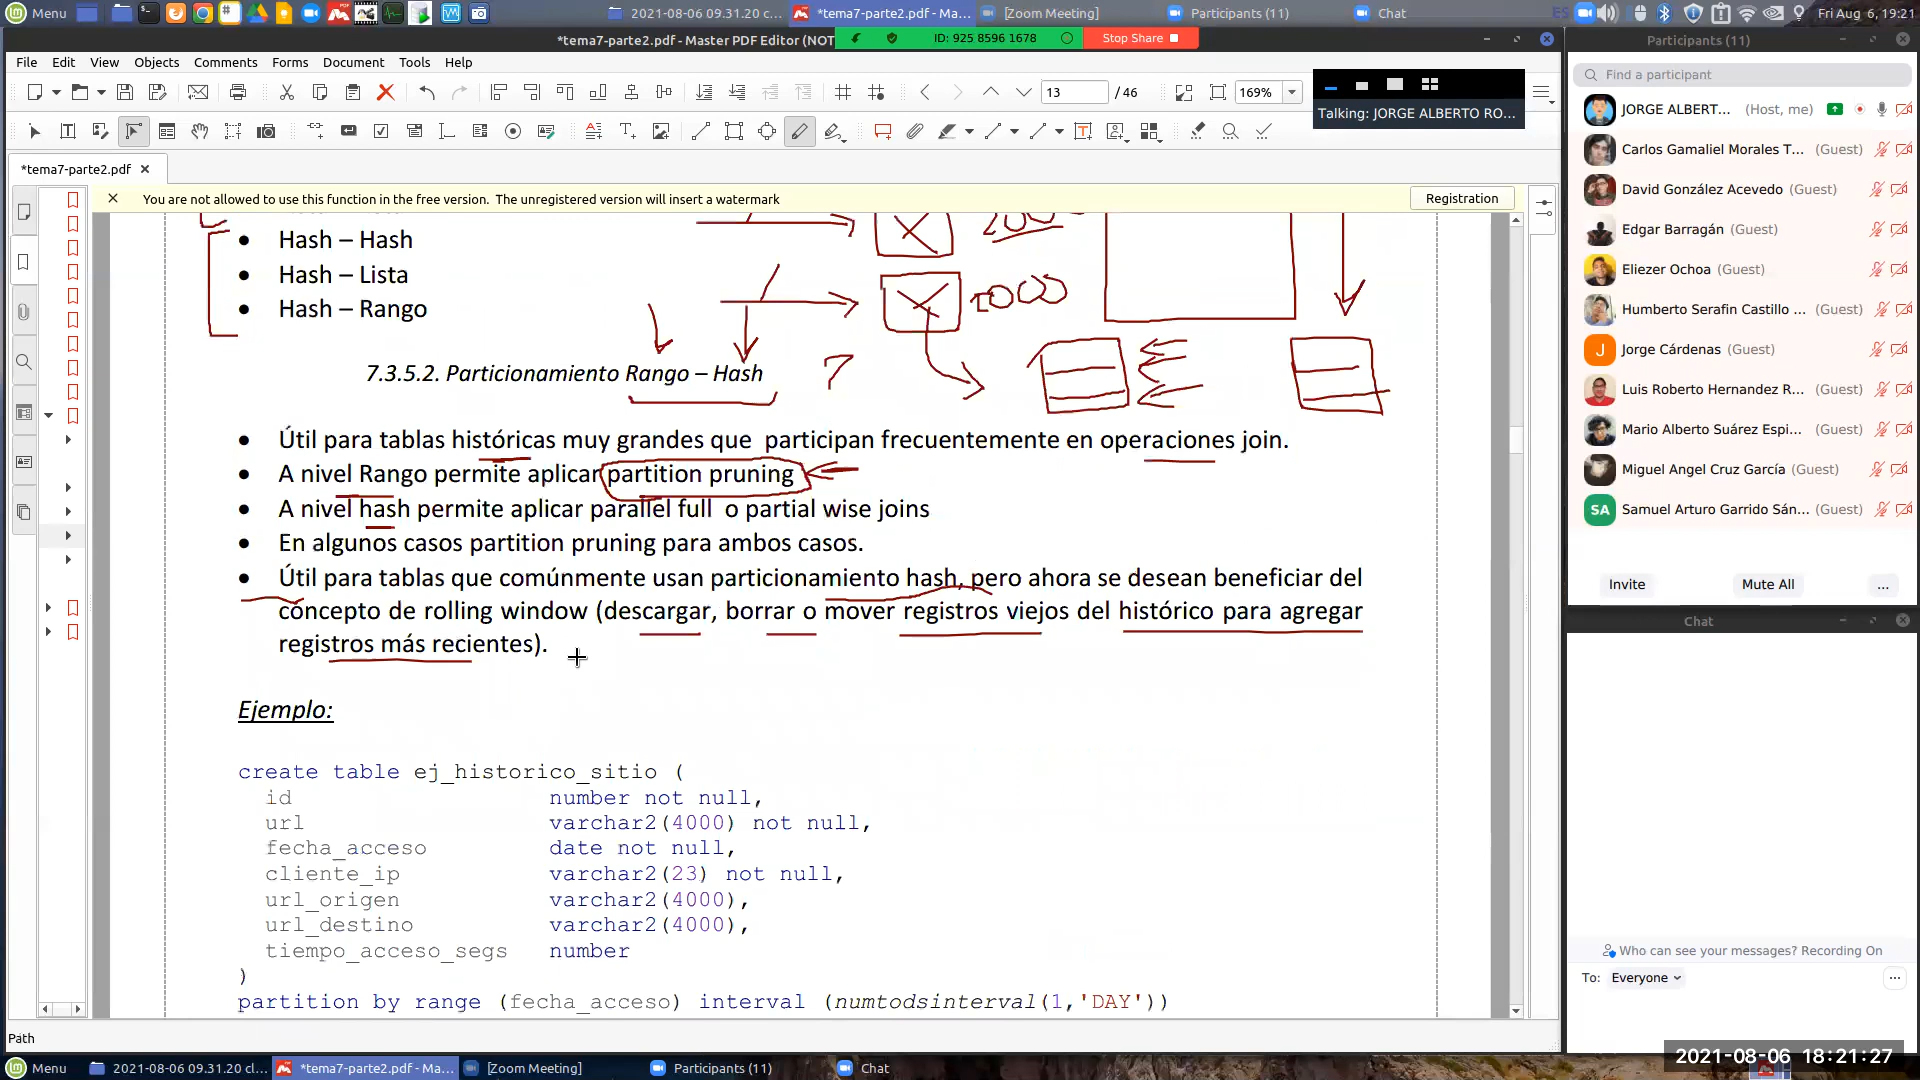 Menu
2021-08-06 09.31.20 c...
*tema7-parte2.pdf - Ma...
[Zoom Meeting]
Participants (11)
Chat
ES
Fri Aug 6, 19:21
*tema7-parte2.pdf - Master PDF Editor (NOT
ID: 925 8596 1678
Stop Share
File Edit View Objects Comments Forms Document Tools Help
13 / 46
169%
Talking: JORGE ALBERTO RO...
*tema7-parte2.pdf
You are not allowed to use this function in the free version. The unregistered version will insert a watermark
Registration
Hash – Hash
Hash – Lista
Hash – Rango
7.3.5.2. Particionamiento Rango – Hash
?
Útil para tablas históricas muy grandes que participan frecuentemente en operaciones join.
A nivel Rango permite aplicar partition pruning
A nivel hash permite aplicar parallel full o partial wise joins
En algunos casos partition pruning para ambos casos.
Útil para tablas que comúnmente usan particionamiento hash, pero ahora se desean beneficiar del
concepto de rolling window (descargar, borrar o mover registros viejos del histórico para agregar
registros más recientes).
Ejemplo:
create table ej_historico_sitio (
id number not null,
url varchar2(4000) not null,
fecha_acceso date not null,
cliente_ip varchar2(23) not null,
url_origen varchar2(4000),
url_destino varchar2(4000),
tiempo_acceso_segs number
)
partition by range (fecha_acceso) interval (numtodsinterval(1,'DAY'))
Path
Participants (11)
Find a participant
JORGE ALBERT... (Host, me)
Carlos Gamaliel Morales T... (Guest)
David González Acevedo (Guest)
Edgar Barragán (Guest)
Eliezer Ochoa (Guest)
Humberto Serafin Castillo ... (Guest)
J Jorge Cárdenas (Guest)
Luis Roberto Hernandez R... (Guest)
Mario Alberto Suárez Espi... (Guest)
Miguel Angel Cruz García (Guest)
SA Samuel Arturo Garrido Sán... (Guest)
Invite
Mute All
...
Chat
Who can see your messages? Recording On
To: Everyone
Menu
2021-08-06 09.31.20 cl...
*tema7-parte2.pdf - Ma...
[Zoom Meeting]
Participants (11)
Chat
2021-08-06 18:21:27